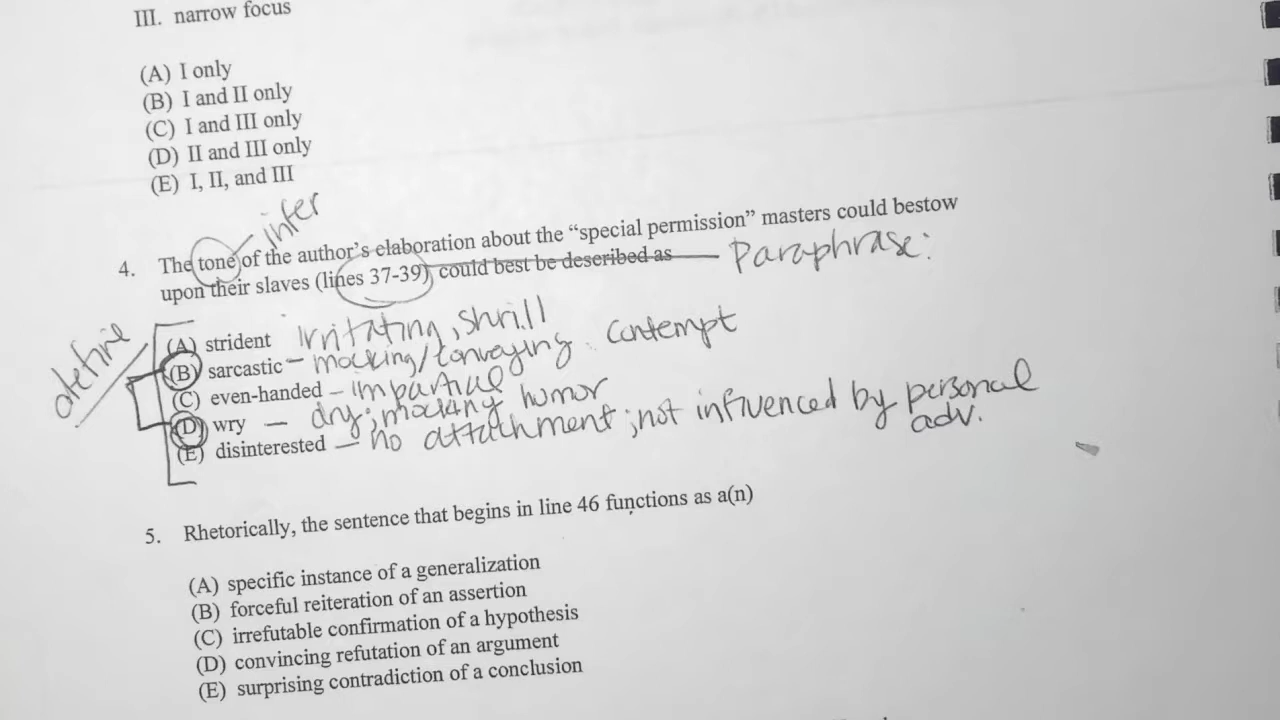 III. narrow focus
(A) I only
(B) I and II only
(C) I and III only
(D) II and III only
(E) I, II, and III
infer
4. The tone of the author's elaboration about the "special permission" masters could bestow
upon their slaves (lines 37-39) could best be described as
Paraphrase:
define
(A) strident Irritating, shrill
(B) sarcastic - mocking/conveying contempt
(C) even-handed - impartial
(D) wry - dry; mocking humor
(E) disinterested - no attachment; not influenced by personal
adv.
5. Rhetorically, the sentence that begins in line 46 functions as a(n)
(A) specific instance of a generalization
(B) forceful reiteration of an assertion
(C) irrefutable confirmation of a hypothesis
(D) convincing refutation of an argument
(E) surprising contradiction of a conclusion